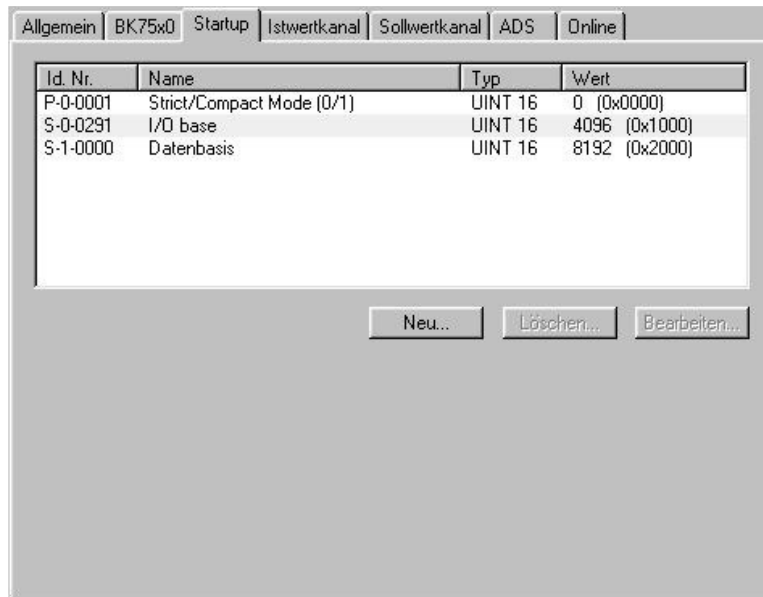 Allgemein BK75x0 Startup Istwertkanal Sollwertkanal ADS Online
Id. Nr. Name Typ Wert
P-0-0001 Strict/Compact Mode (0/1) UINT 16 0 (0x0000)
S-0-0291 I/O base UINT 16 4096 (0x1000)
S-1-0000 Datenbasis UINT 16 8192 (0x2000)
Neu... Löschen... Bearbeiten...